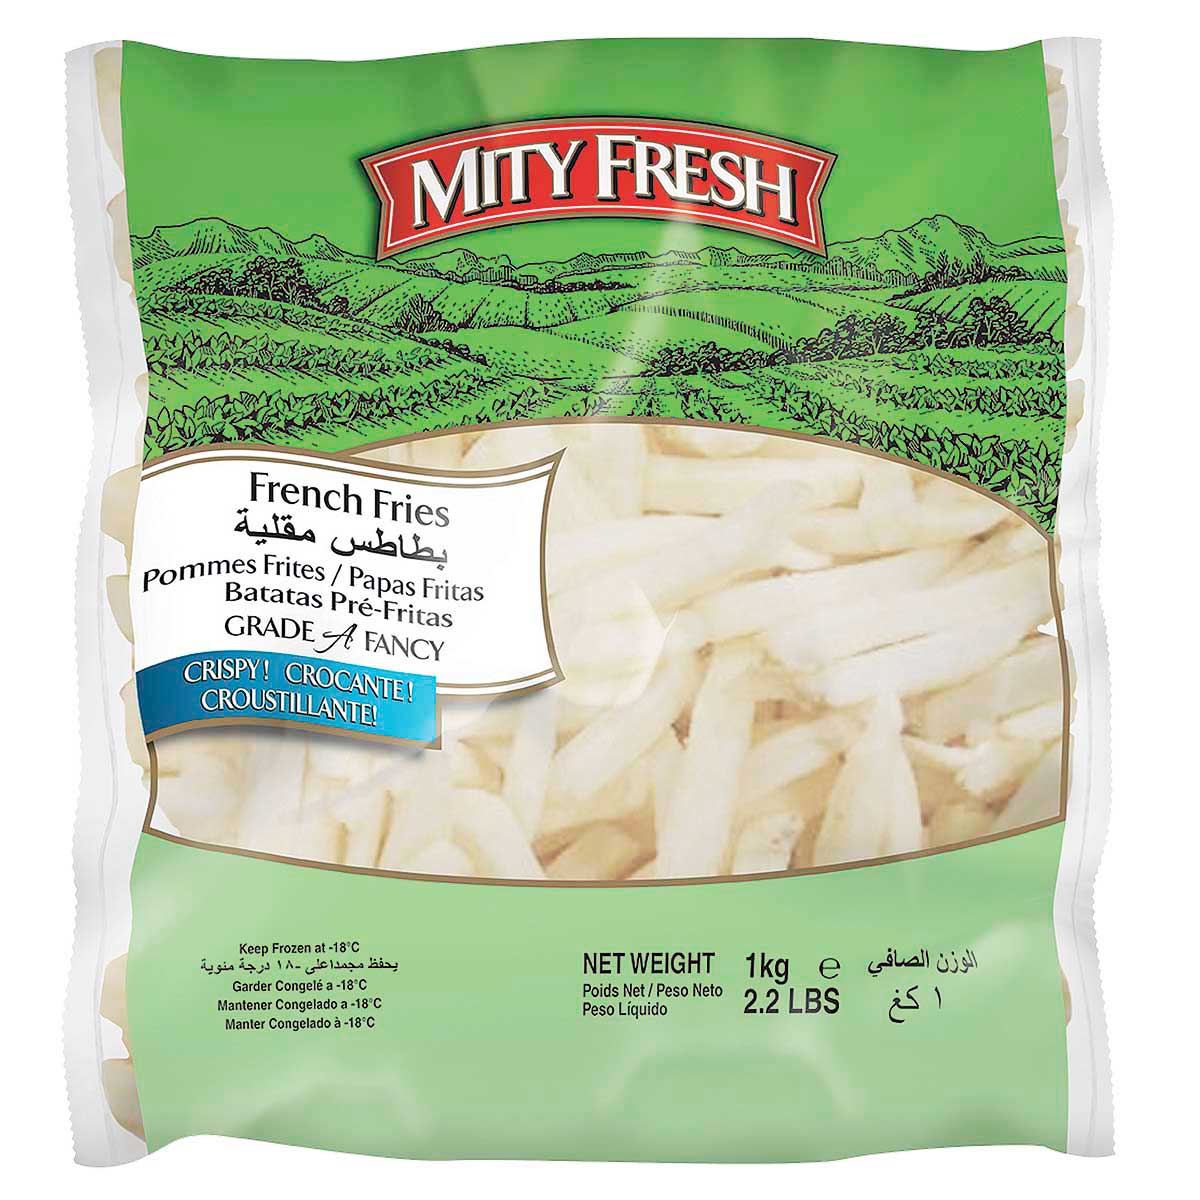 MITY FRESH
French Fries
بطاطس مقلية
Pommes Frites / Papas Fritas
Batatas Pré-Fritas
GRADE A FANCY
CRISPY! CROCANTE!
CROUSTILLANTE!
Keep Frozen at -18°C
يحفظ مجمداعلى -١٨ درجة منوية
Garder Congelé a -18°C
Mantener Congelado a -18°C
Manter Congelado à -18°C
NET WEIGHT 1kg ℮ الوزن الصافي
Poids Net / Peso Neto
Peso Líquido 2.2 LBS ١ كغ